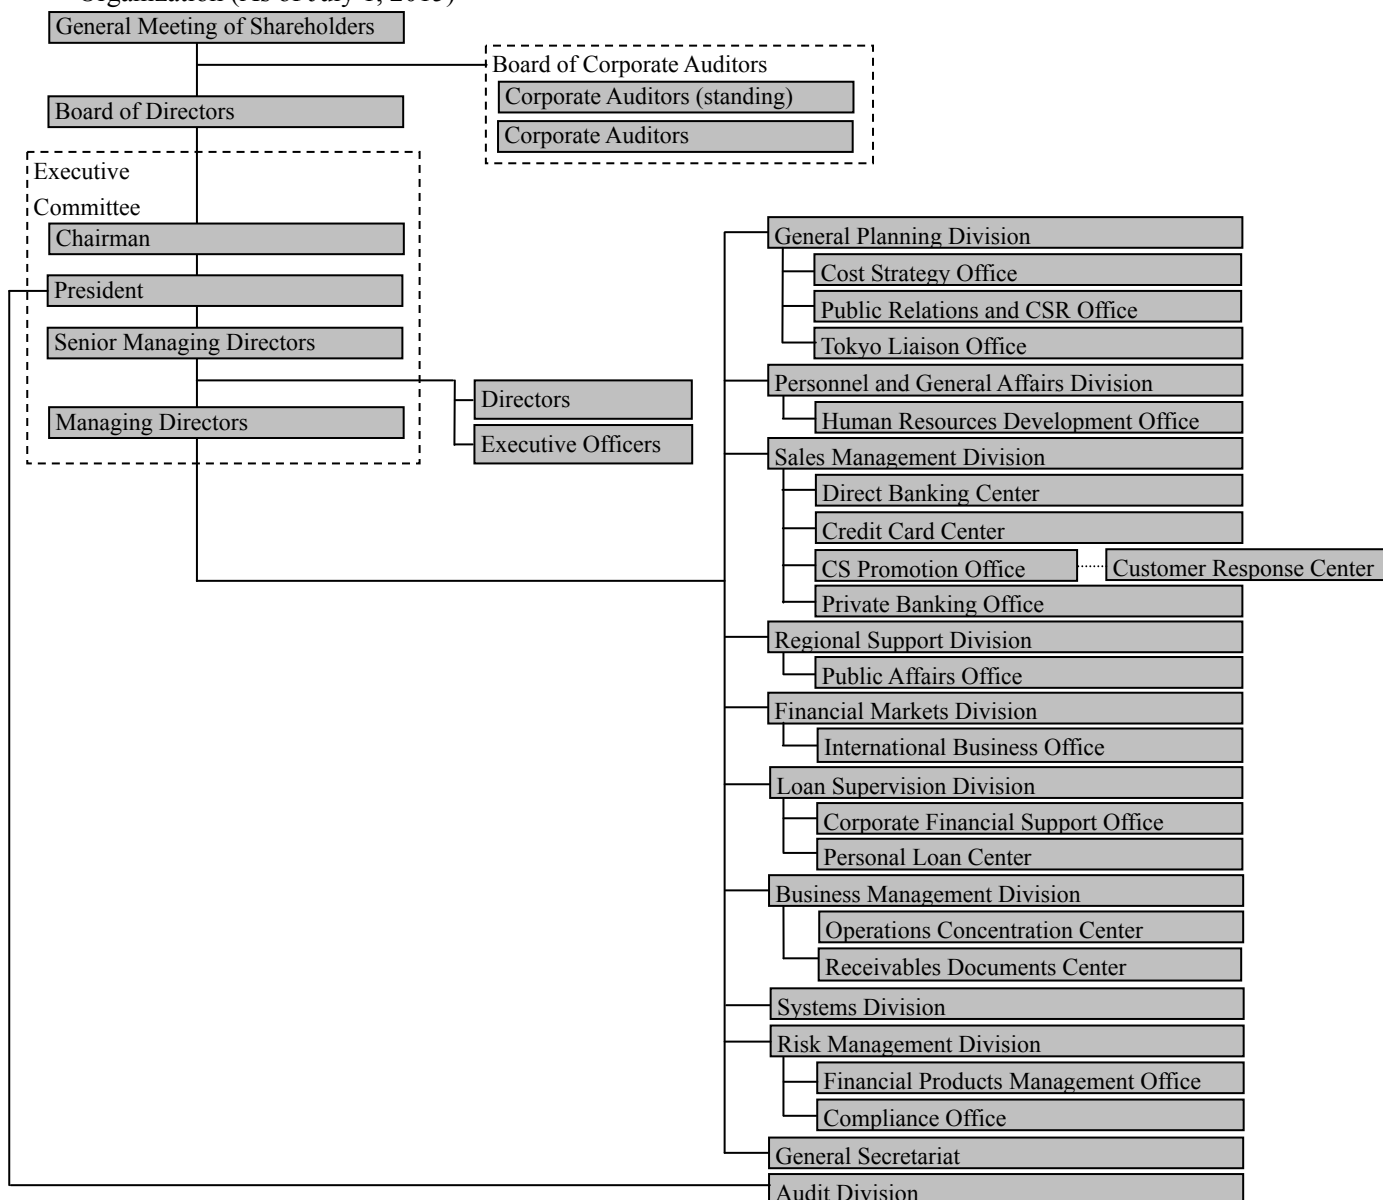 Organization (As of July 1, 2015)
General Meeting of Shareholders
Board of Corporate Auditors
Corporate Auditors (standing)
Corporate Auditors
Board of Directors
Executive
Committee
Chairman
President
Senior Managing Directors
Managing Directors
Directors
Executive Officers
General Planning Division
Cost Strategy Office
Public Relations and CSR Office
Tokyo Liaison Office
Personnel and General Affairs Division
Human Resources Development Office
Sales Management Division
Direct Banking Center
Credit Card Center
CS Promotion Office
Customer Response Center
Private Banking Office
Regional Support Division
Public Affairs Office
Financial Markets Division
International Business Office
Loan Supervision Division
Corporate Financial Support Office
Personal Loan Center
Business Management Division
Operations Concentration Center
Receivables Documents Center
Systems Division
Risk Management Division
Financial Products Management Office
Compliance Office
General Secretariat
Audit Division